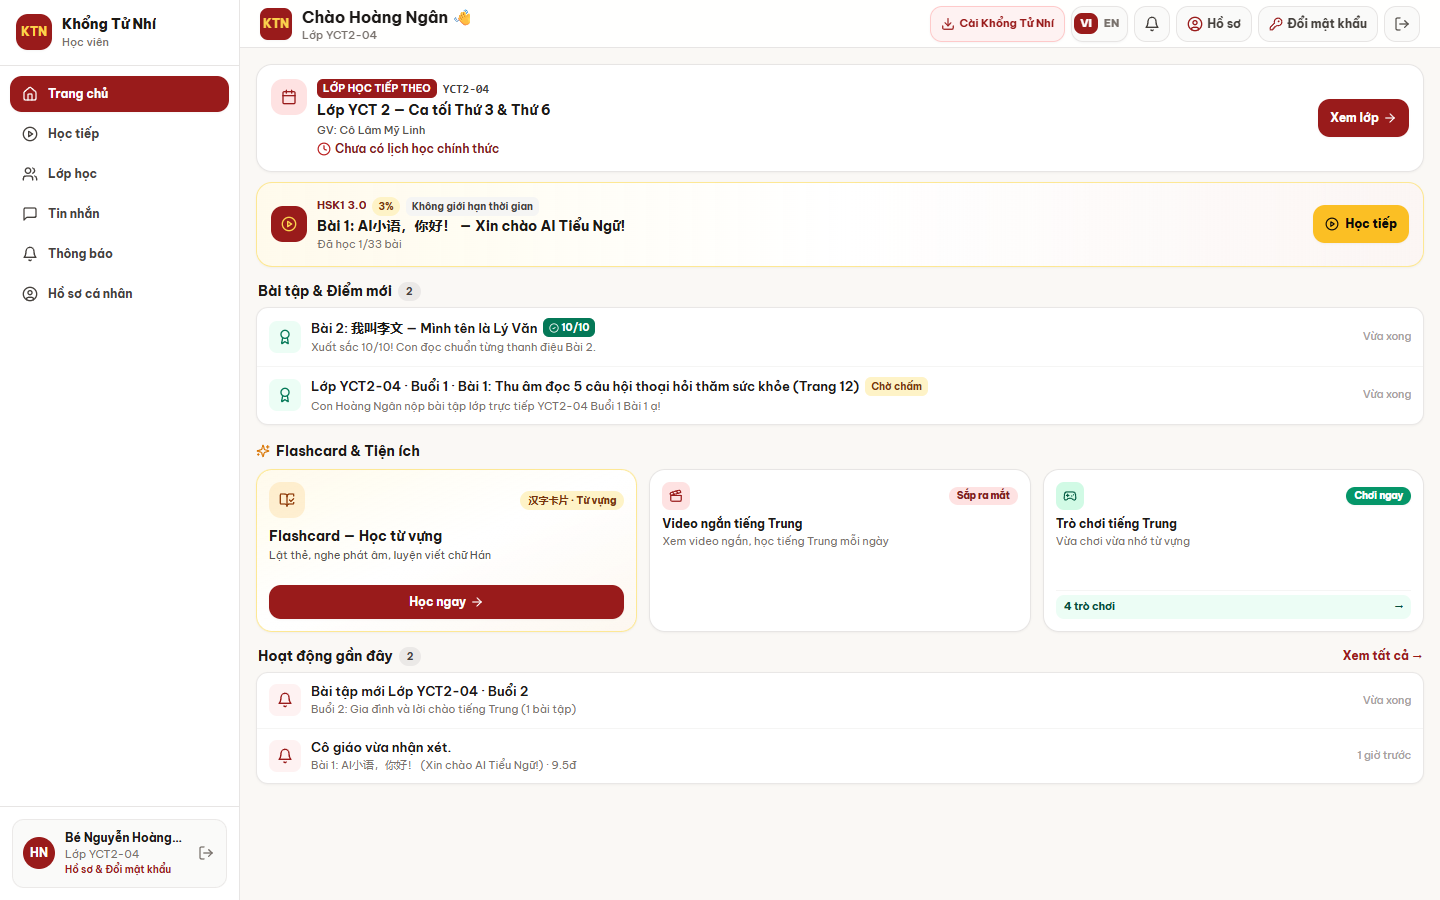 KTN
Khổng Tử Nhí
Học viên
Trang chủ
Học tiếp
Lớp học
Tin nhắn
Thông báo
Hồ sơ cá nhân
HN
Bé Nguyễn Hoàng...
Lớp YCT2-04
Hồ sơ & Đổi mật khẩu
KTN
Chào Hoàng Ngân 👋
Lớp YCT2-04
Cài Khổng Tử Nhí
VI EN
Hồ sơ
Đổi mật khẩu
LỚP HỌC TIẾP THEO YCT2-04
Lớp YCT 2 — Ca tối Thứ 3 & Thứ 6
GV: Cô Lâm Mỹ Linh
Chưa có lịch học chính thức
Xem lớp →
HSK1 3.0 3% Không giới hạn thời gian
Bài 1: AI小语，你好！ — Xin chào AI Tiểu Ngữ!
Đã học 1/33 bài
Học tiếp
Bài tập & Điểm mới 2
Bài 2: 我叫李文 — Mình tên là Lý Văn 10/10
Xuất sắc 10/10! Con đọc chuẩn từng thanh điệu Bài 2.
Vừa xong
Lớp YCT2-04 · Buổi 1 · Bài 1: Thu âm đọc 5 câu hội thoại hỏi thăm sức khỏe (Trang 12) Chờ chấm
Con Hoàng Ngân nộp bài tập lớp trực tiếp YCT2-04 Buổi 1 Bài 1 ạ!
Vừa xong
Flashcard & Tiện ích
汉字卡片 · Từ vựng
Flashcard — Học từ vựng
Lật thẻ, nghe phát âm, luyện viết chữ Hán
Học ngay →
Sắp ra mắt
Video ngắn tiếng Trung
Xem video ngắn, học tiếng Trung mỗi ngày
Chơi ngay
Trò chơi tiếng Trung
Vừa chơi vừa nhớ từ vựng
4 trò chơi →
Hoạt động gần đây 2
Xem tất cả →
Bài tập mới Lớp YCT2-04 · Buổi 2
Buổi 2: Gia đình và lời chào tiếng Trung (1 bài tập)
Vừa xong
Cô giáo vừa nhận xét.
Bài 1: AI小语，你好！ (Xin chào AI Tiểu Ngữ!) · 9.5đ
1 giờ trước